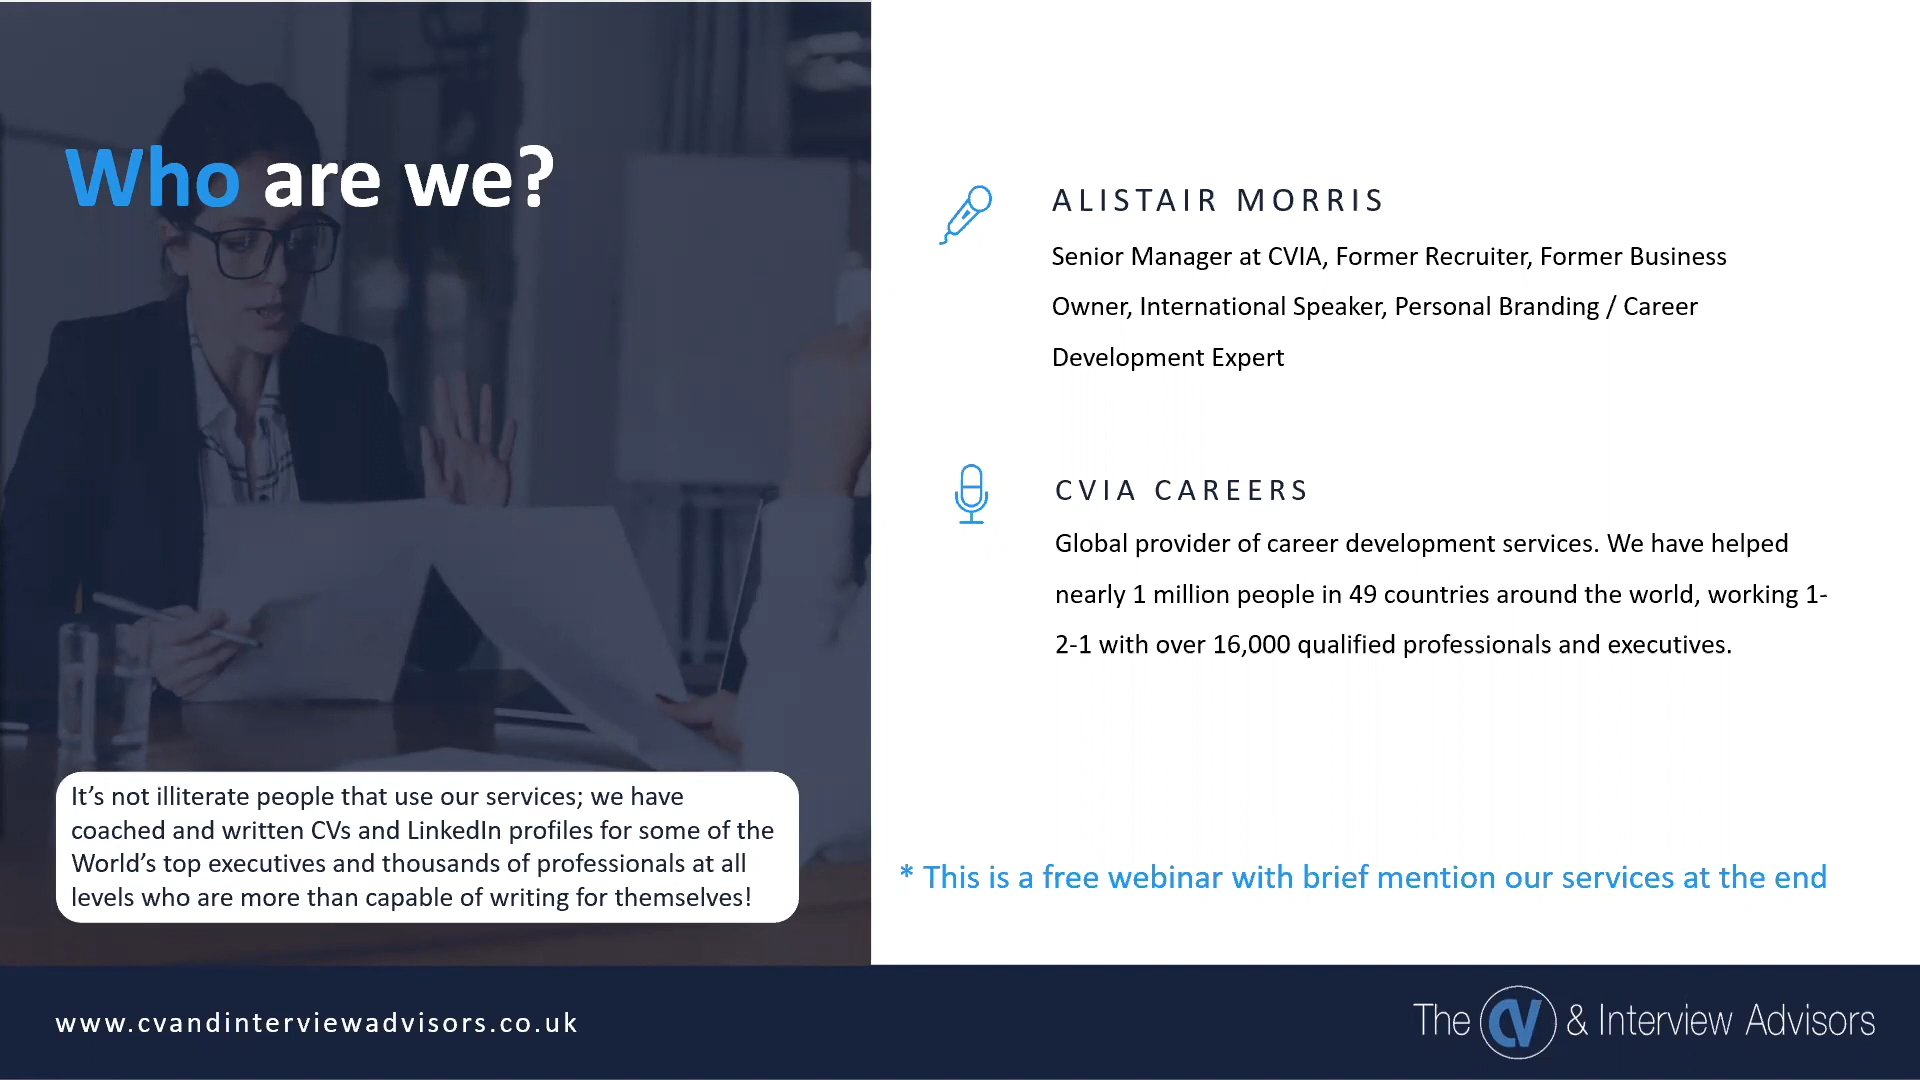 Who are we?
ALISTAIR MORRIS
Senior Manager at CVIA, Former Recruiter, Former Business
Owner, International Speaker, Personal Branding / Career
Development Expert
CVIA CAREERS
Global provider of career development services. We have helped
nearly 1 million people in 49 countries around the world, working 1-
2-1 with over 16,000 qualified professionals and executives.
It’s not illiterate people that use our services; we have
coached and written CVs and LinkedIn profiles for some of the
World’s top executives and thousands of professionals at all
levels who are more than capable of writing for themselves!
* This is a free webinar with brief mention our services at the end
www.cvandinterviewadvisors.co.uk
The CV & Interview Advisors